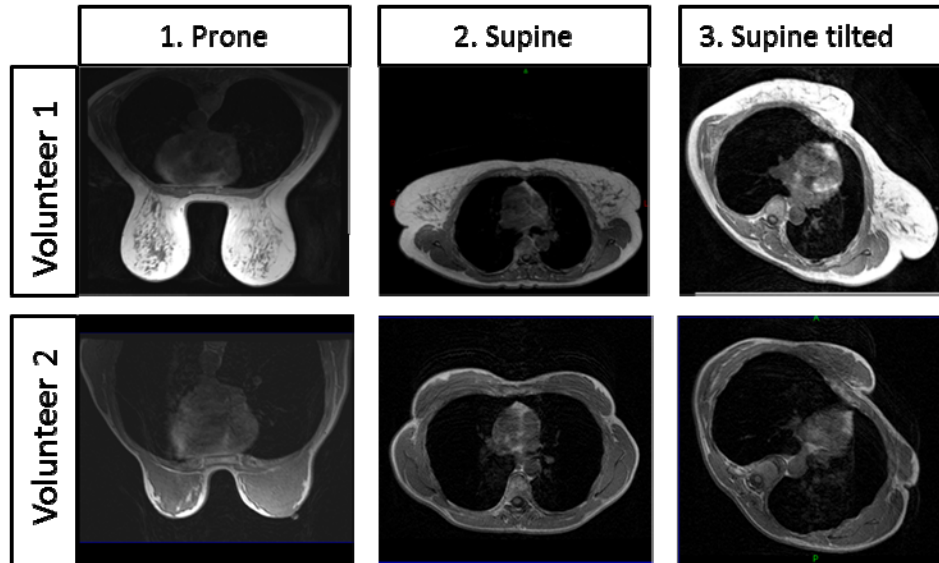 1. Prone
2. Supine
3. Supine tilted
Volunteer 1
Volunteer 2
A
P